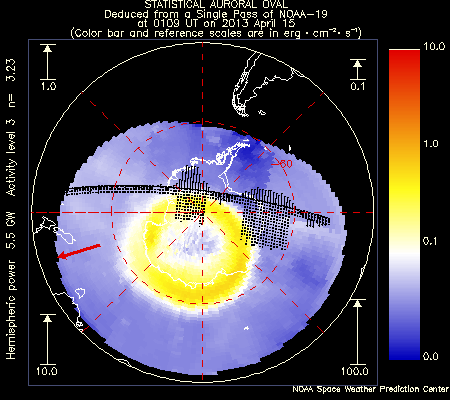 STATISTICAL AURORAL OVAL
Deduced from a Single Pass of NOAA-19
at 0109 UT on 2013 April 15
(Color bar and reference scales are in erg · cm⁻² · s⁻¹)
1.0
0.1
10.0
1.0
0.1
0.0
-60
Hemispheric power 5.5 GW Activity level 3 n= 3.23
10.0
100.0
NOAA Space Weather Prediction Center